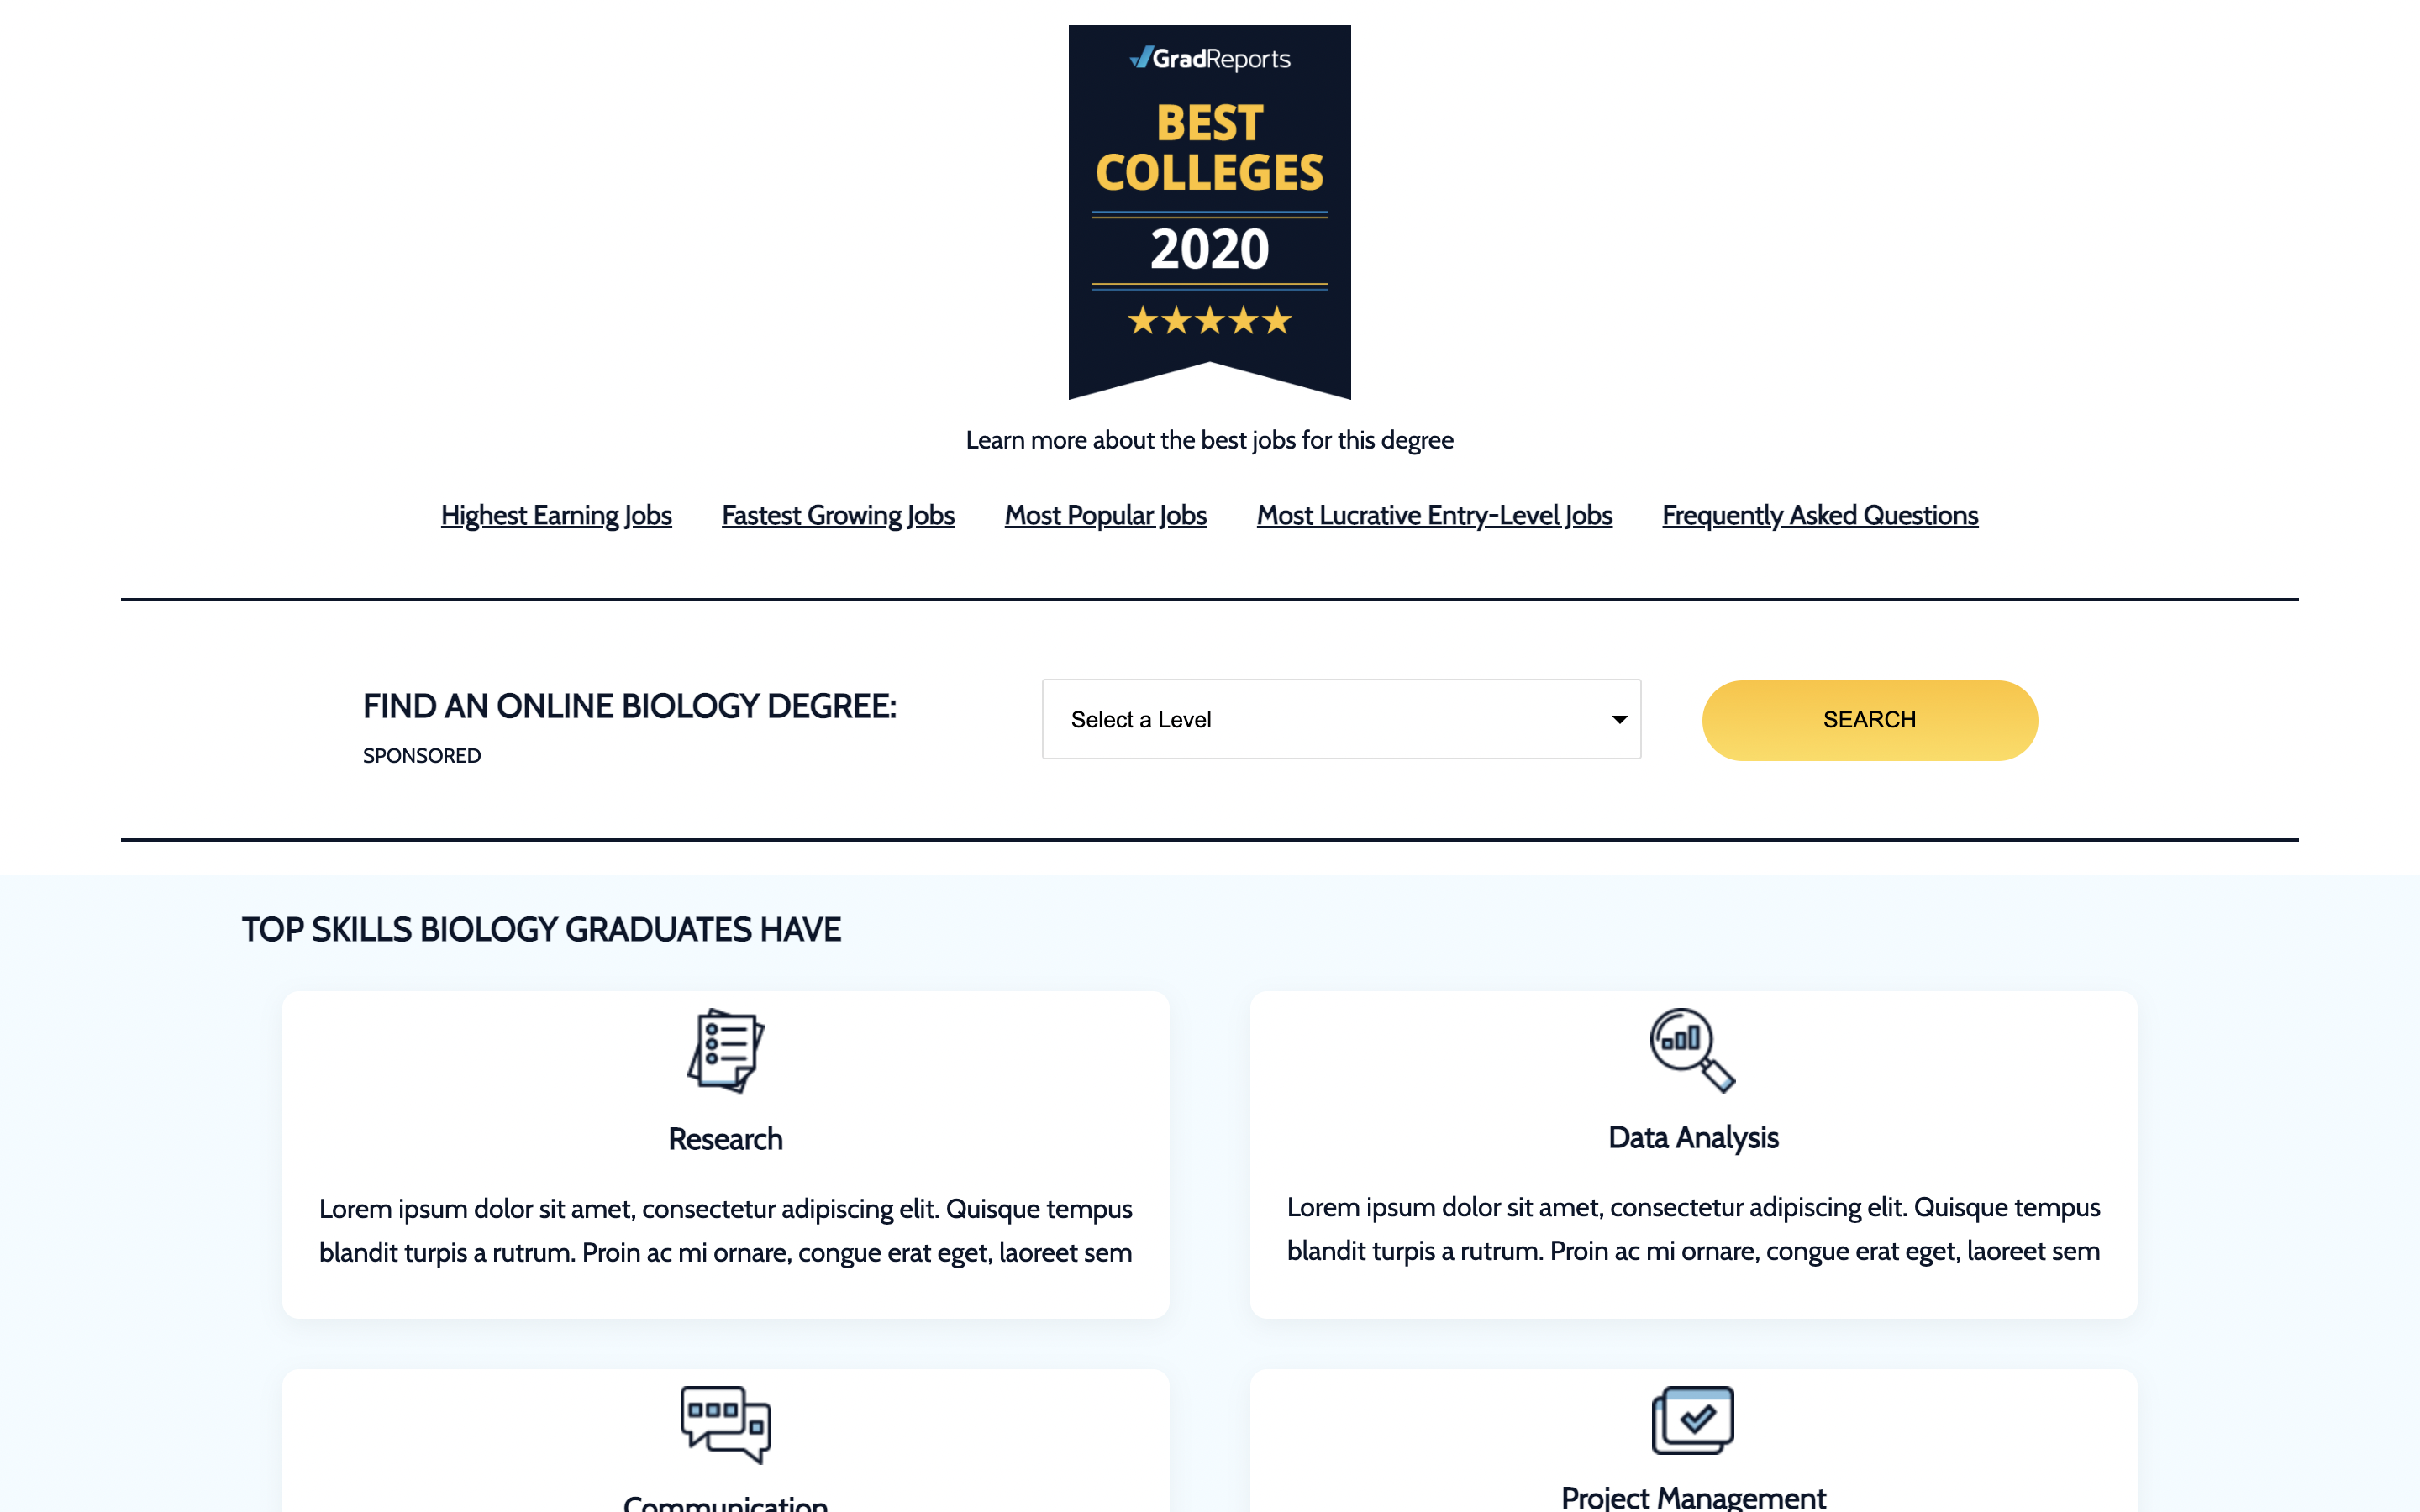 GradReports
BEST
COLLEGES
2020
Learn more about the best jobs for this degree
Highest Earning Jobs Fastest Growing Jobs Most Popular Jobs Most Lucrative Entry-Level Jobs Frequently Asked Questions
FIND AN ONLINE BIOLOGY DEGREE:
SPONSORED
Select a Level
SEARCH
TOP SKILLS BIOLOGY GRADUATES HAVE
Research
Lorem ipsum dolor sit amet, consectetur adipiscing elit. Quisque tempus
blandit turpis a rutrum. Proin ac mi ornare, congue erat eget, laoreet sem
Data Analysis
Lorem ipsum dolor sit amet, consectetur adipiscing elit. Quisque tempus
blandit turpis a rutrum. Proin ac mi ornare, congue erat eget, laoreet sem
Communication
Project Management